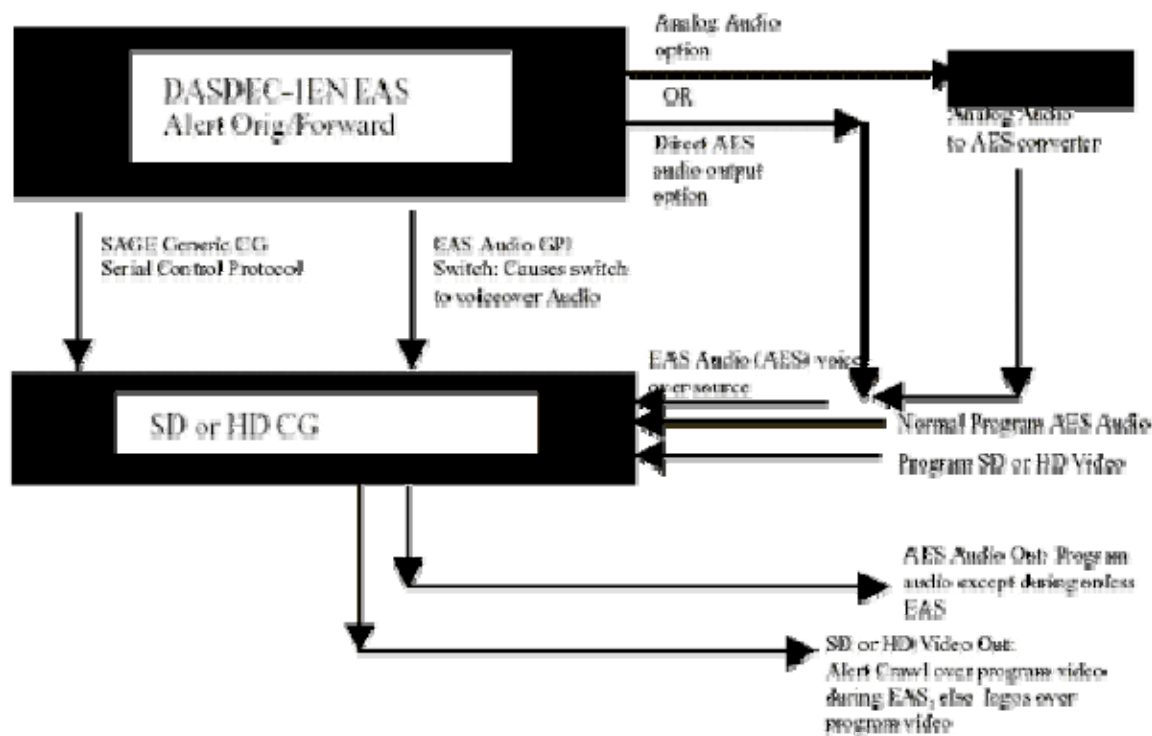 Analog Audio
option
DASDEC-1EN EAS
Alert Orig/Forward
OR
Direct AES
audio output
option
Analog Audio
to AES converter
SAGE Generic CG
Serial Control Protocol
EAS Audio GPI
Switch: Causes switch
to voiceover Audio
EAS Audio (AES) voice
over source
SD or HD CG
Normal Program AES Audio
Program SD or HD Video
AES Audio Out: Program
audio except during
EAS
SD or HD Video Out:
Alert Crawl over program video
during EAS, else logos over
program video